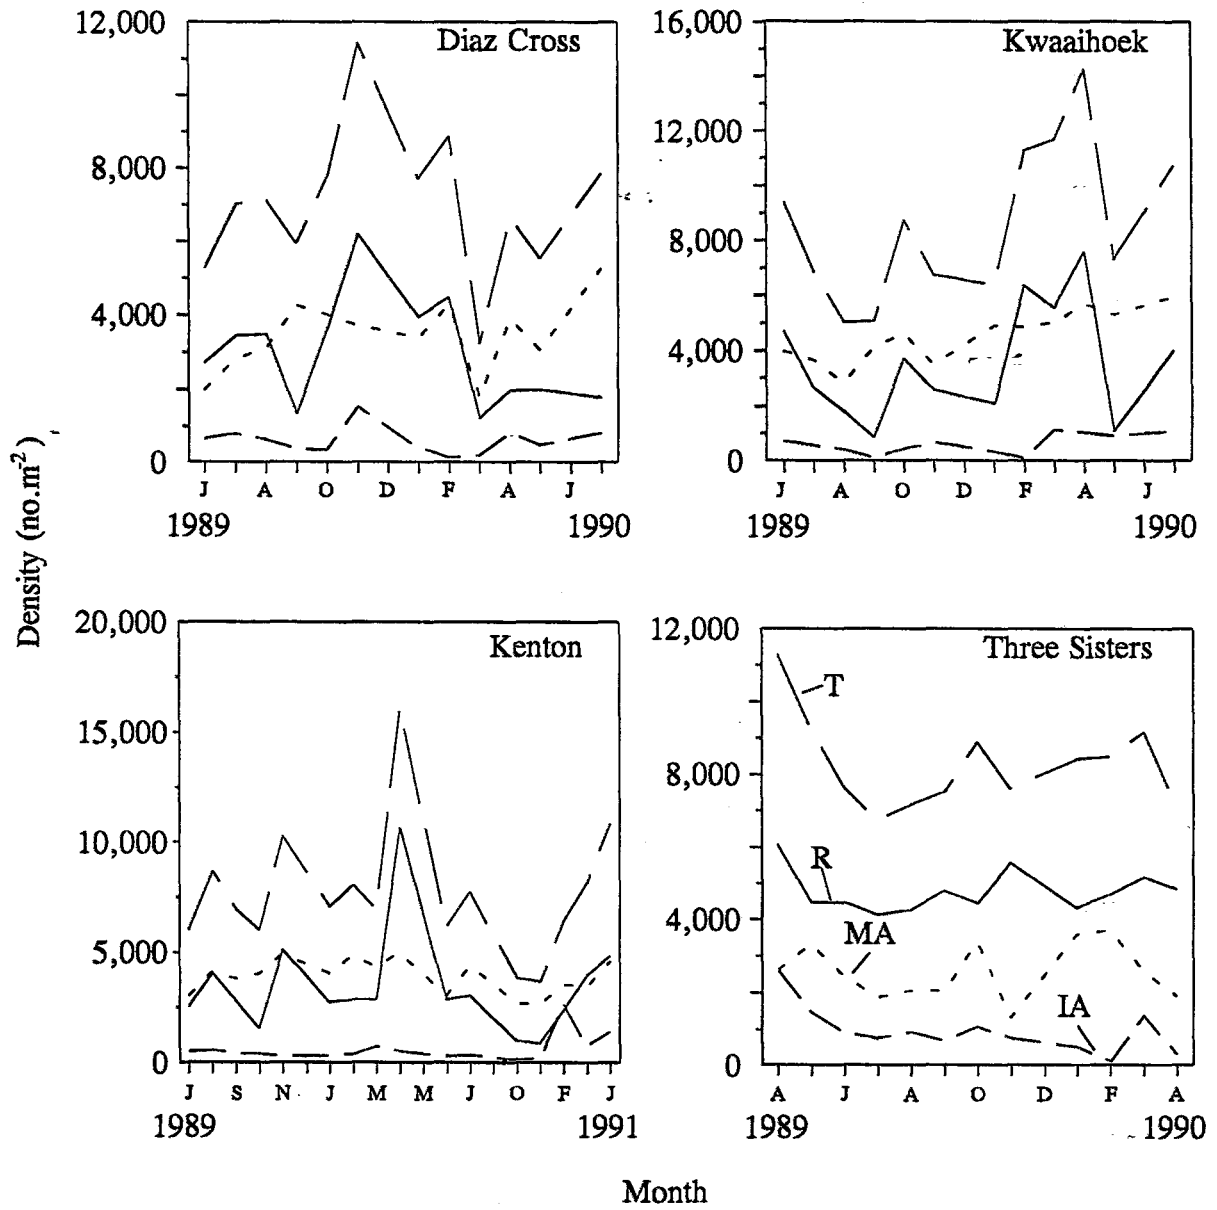 Density (no.m-2)
Diaz Cross
12,000
8,000
4,000
0
J A O D F A J
1989 1990
Kwaaihoek
16,000
12,000
8,000
4,000
0
J A O D F A J
1989 1990
Kenton
20,000
15,000
10,000
5,000
0
J S N J M M J O F J
1989 1991
Three Sisters
12,000
8,000
4,000
0
T
R
MA
IA
A J A O D F A
1989 1990
Month